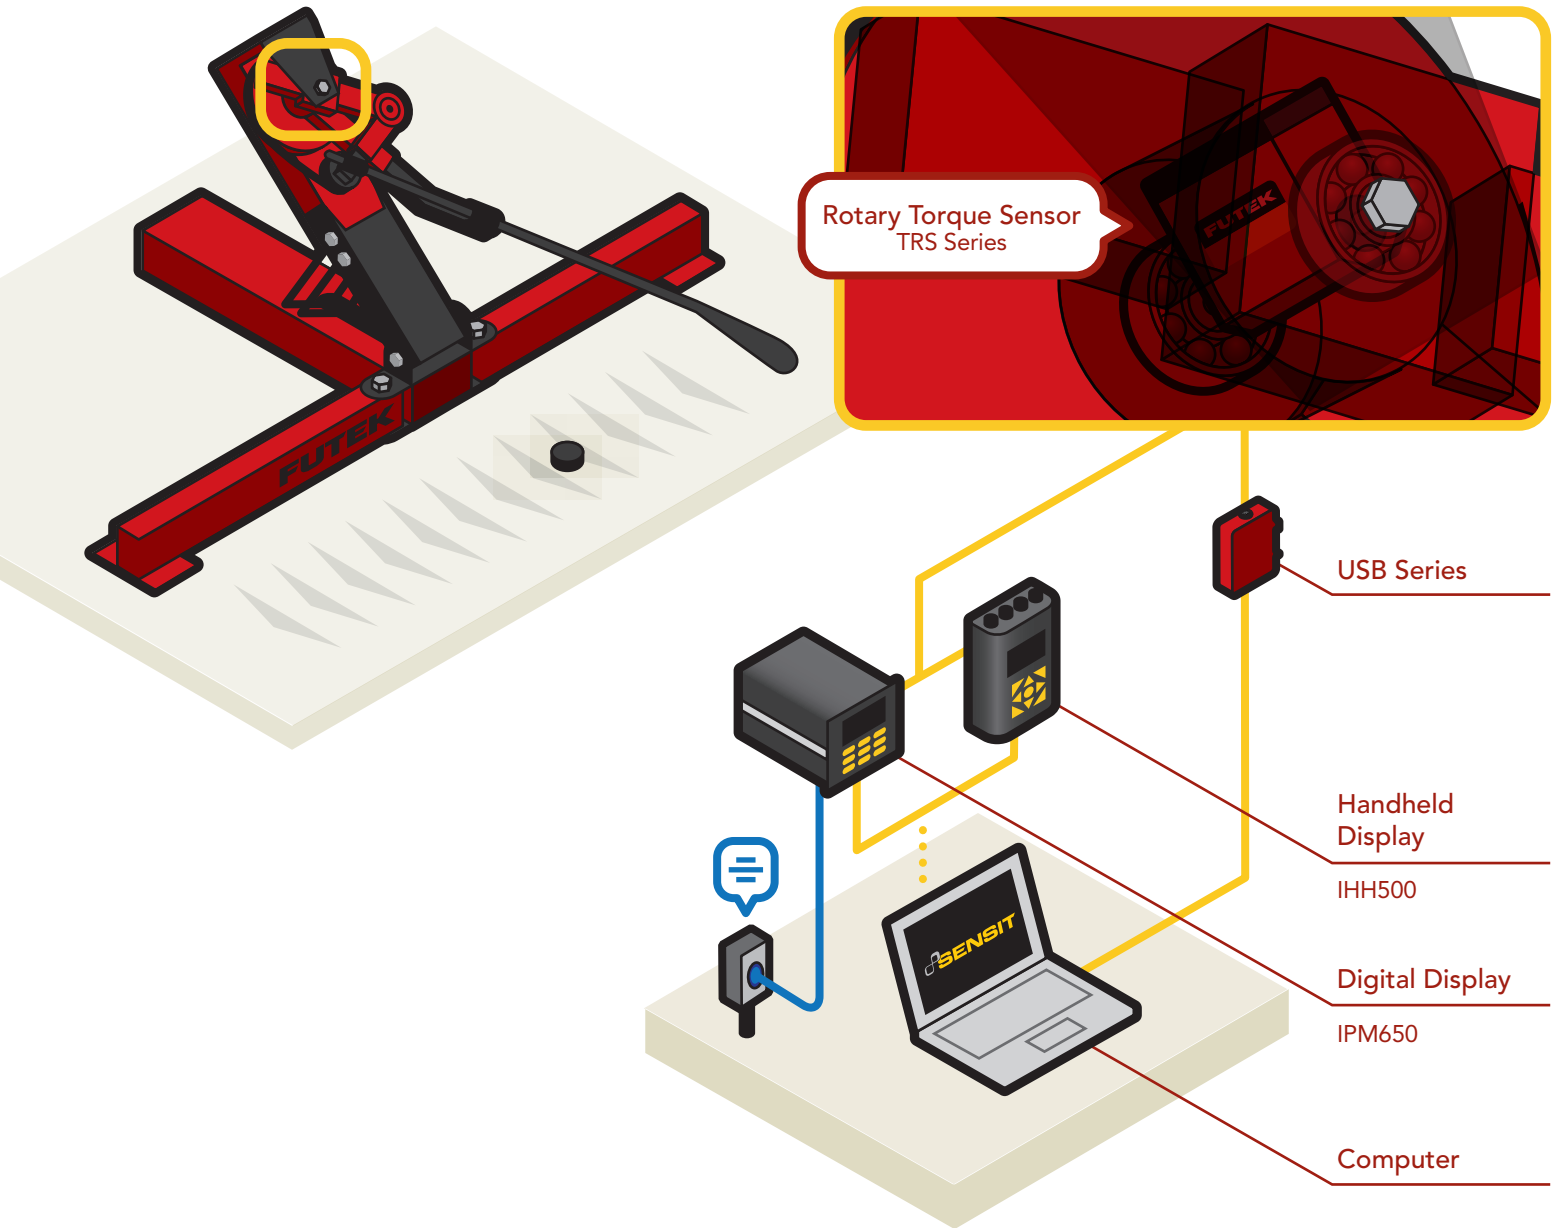 Rotary Torque Sensor
TRS Series
FUTEK
FUTEK
USB Series
Handheld
Display
IHH500
SENSIT
Digital Display
IPM650
Computer